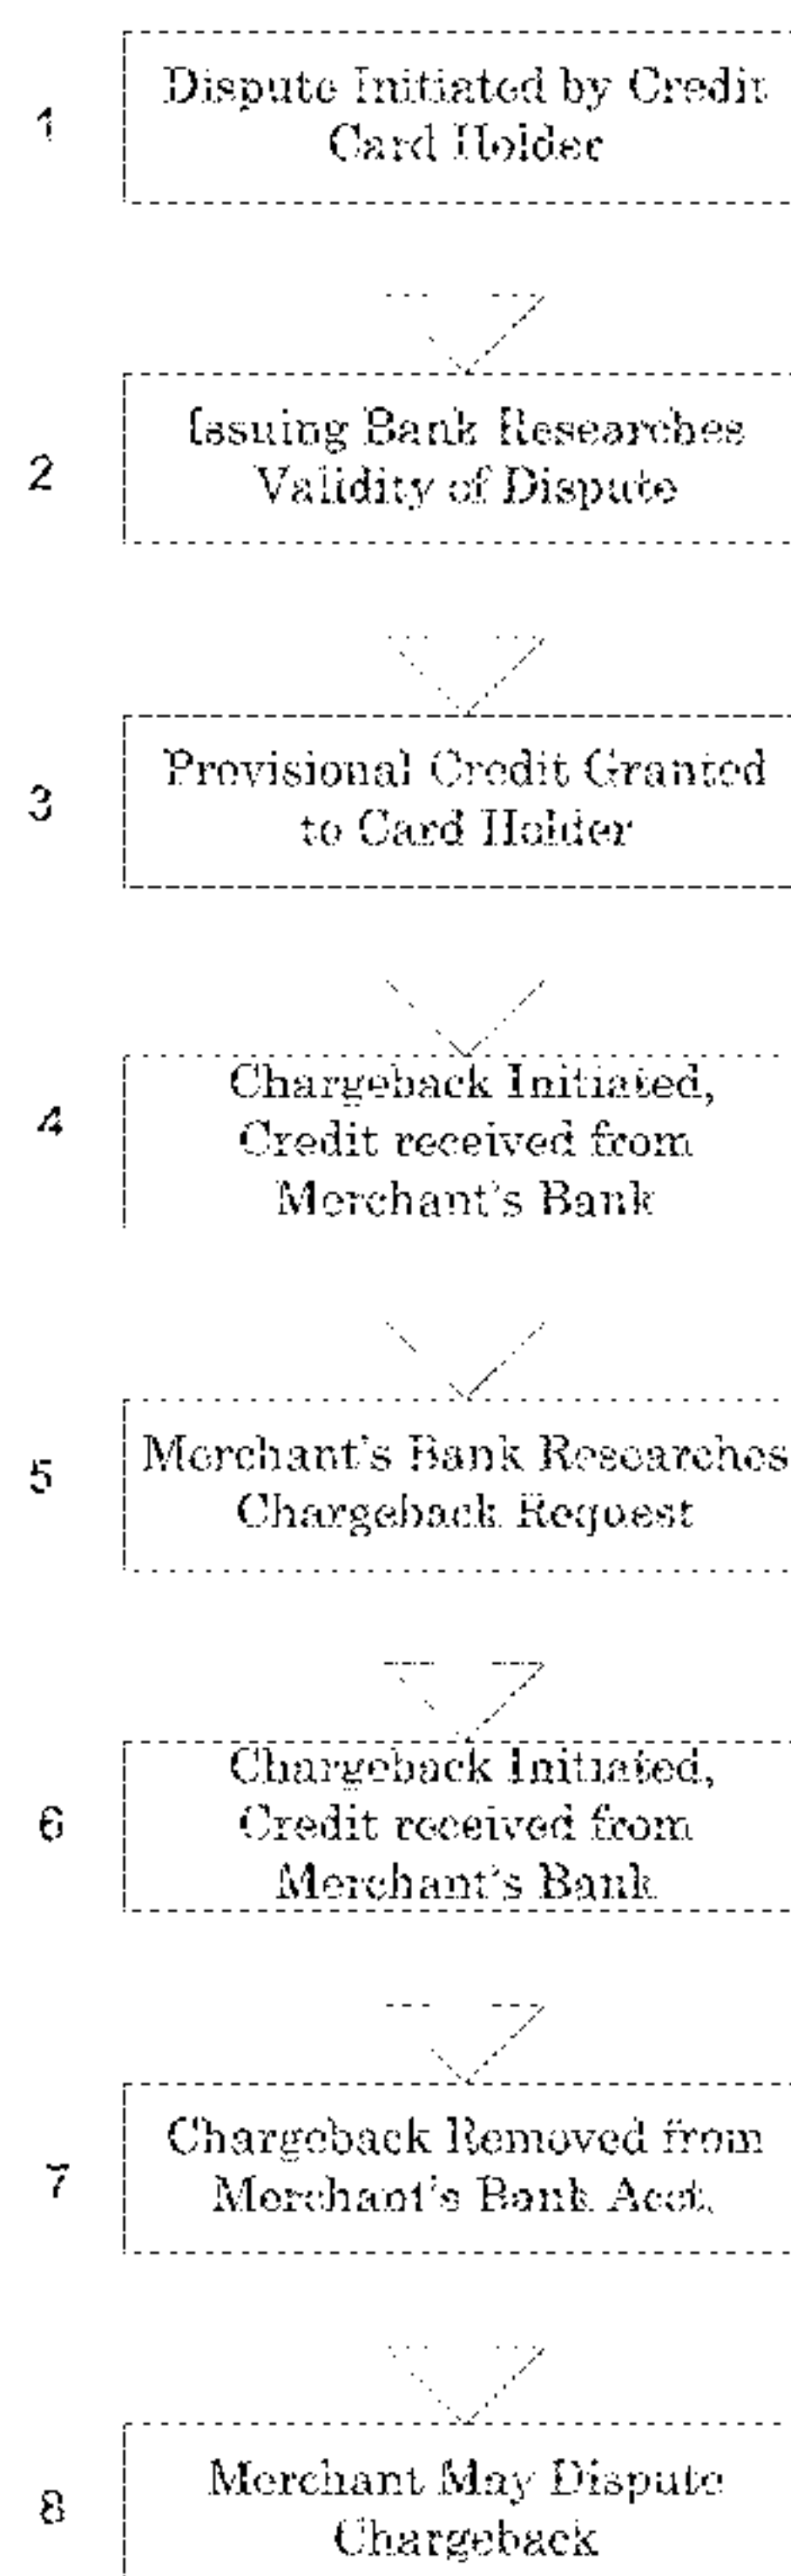 1
Dispute Initiated by Credit
Card Holder
2
Issuing Bank Researches
Validity of Dispute
3
Provisional Credit Granted
to Card Holder
4
Chargeback Initiated,
Credit received from
Merchant's Bank
5
Merchant's Bank Researches
Chargeback Request
6
Chargeback Initiated,
Credit received from
Merchant's Bank
7
Chargeback Removed from
Merchant's Bank Acct.
8
Merchant May Dispute
Chargeback